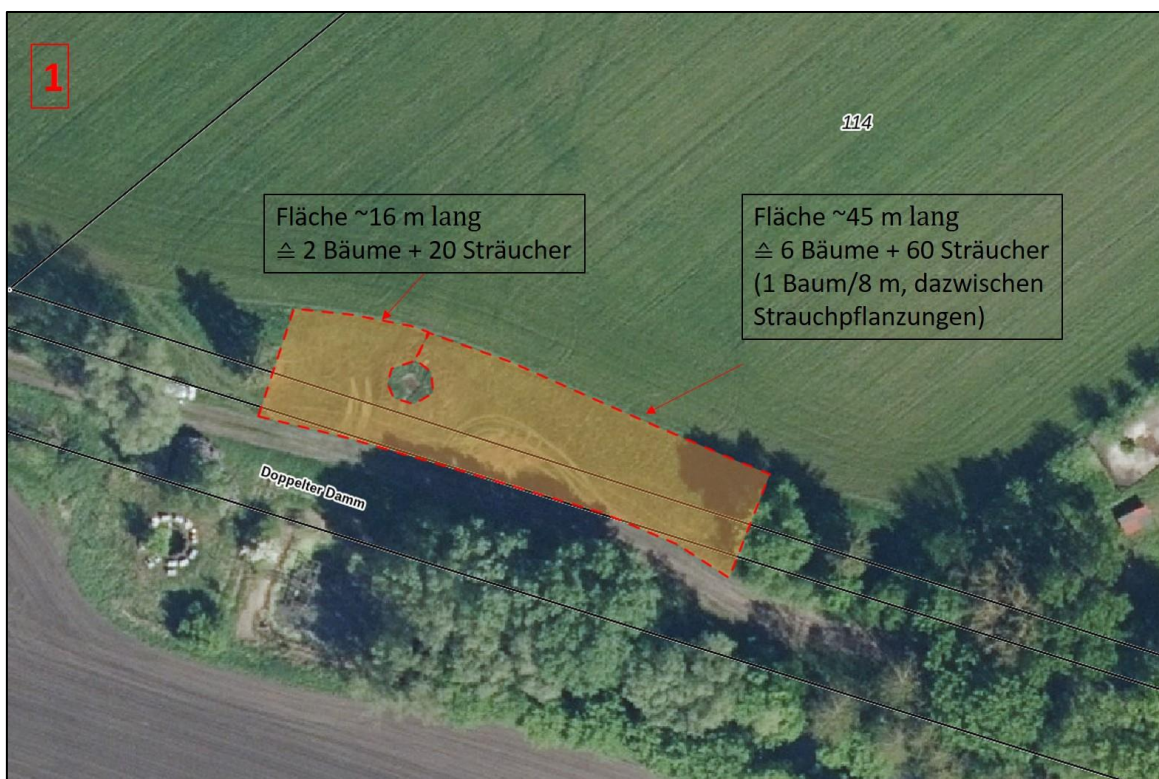 1
114
Fläche ~16 m lang
≙ 2 Bäume + 20 Sträucher
Fläche ~45 m lang
≙ 6 Bäume + 60 Sträucher
(1 Baum/8 m, dazwischen
Strauchpflanzungen)
Doppelter Damm